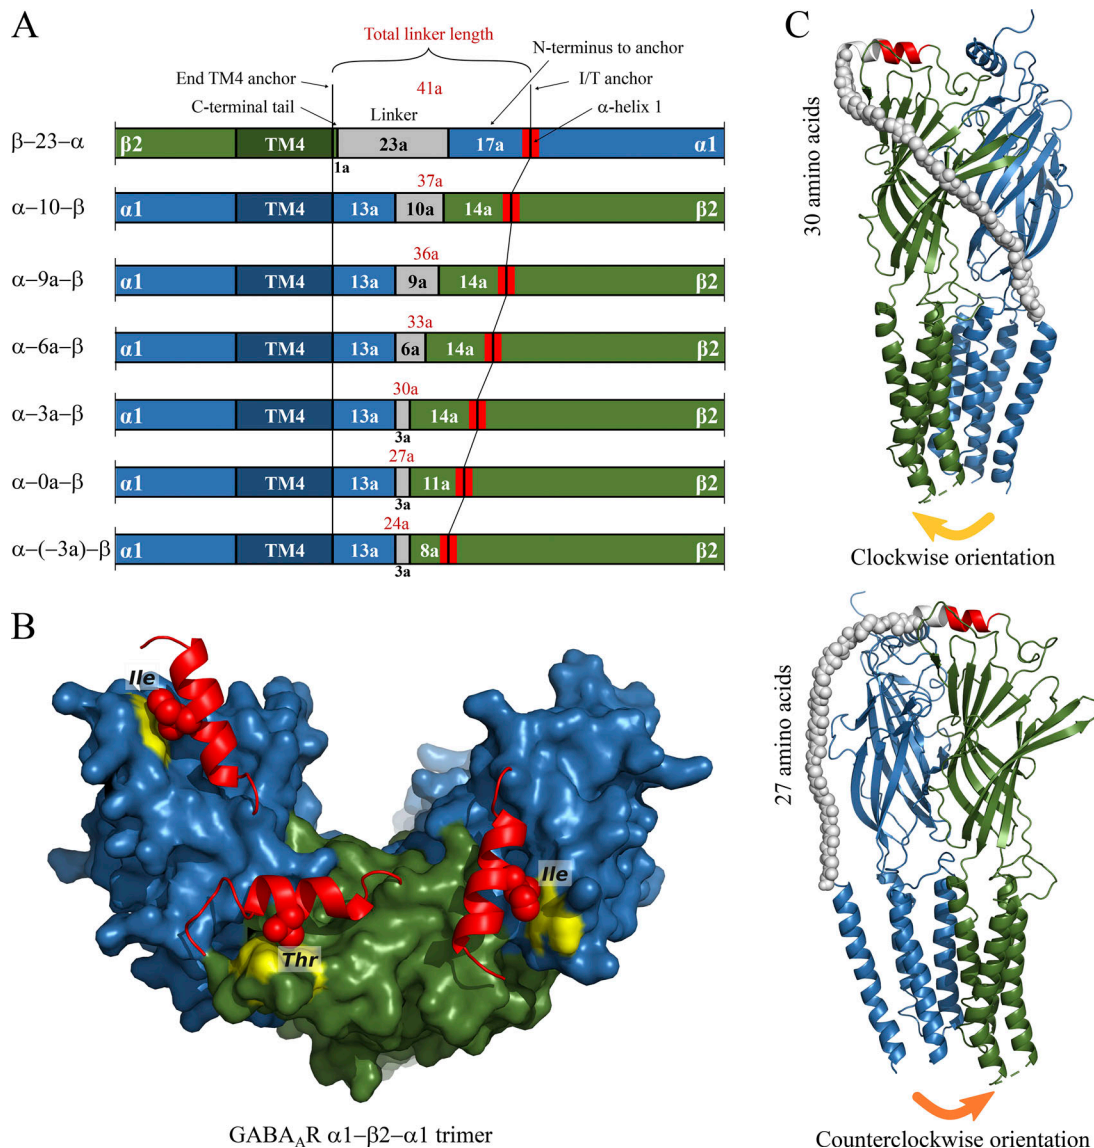 A
Total linker length
N-terminus to anchor
End TM4 anchor
I/T anchor
41a
C-terminal tail
α-helix 1
Linker
β–23–α
β2 TM4 23a 17a α1
1a
37a
α–10–β
α1 TM4 13a 10a 14a β2
36a
α–9a–β
α1 TM4 13a 9a 14a β2
33a
α–6a–β
α1 TM4 13a 6a 14a β2
30a
α–3a–β
α1 TM4 13a 14a β2
3a
27a
α–0a–β
α1 TM4 13a 11a β2
3a
24a
α–(−3a)–β
α1 TM4 13a 8a β2
3a
B
Ile
Ile
Thr
GABAAR α1–β2–α1 trimer
C
30 amino acids
Clockwise orientation
27 amino acids
Counterclockwise orientation